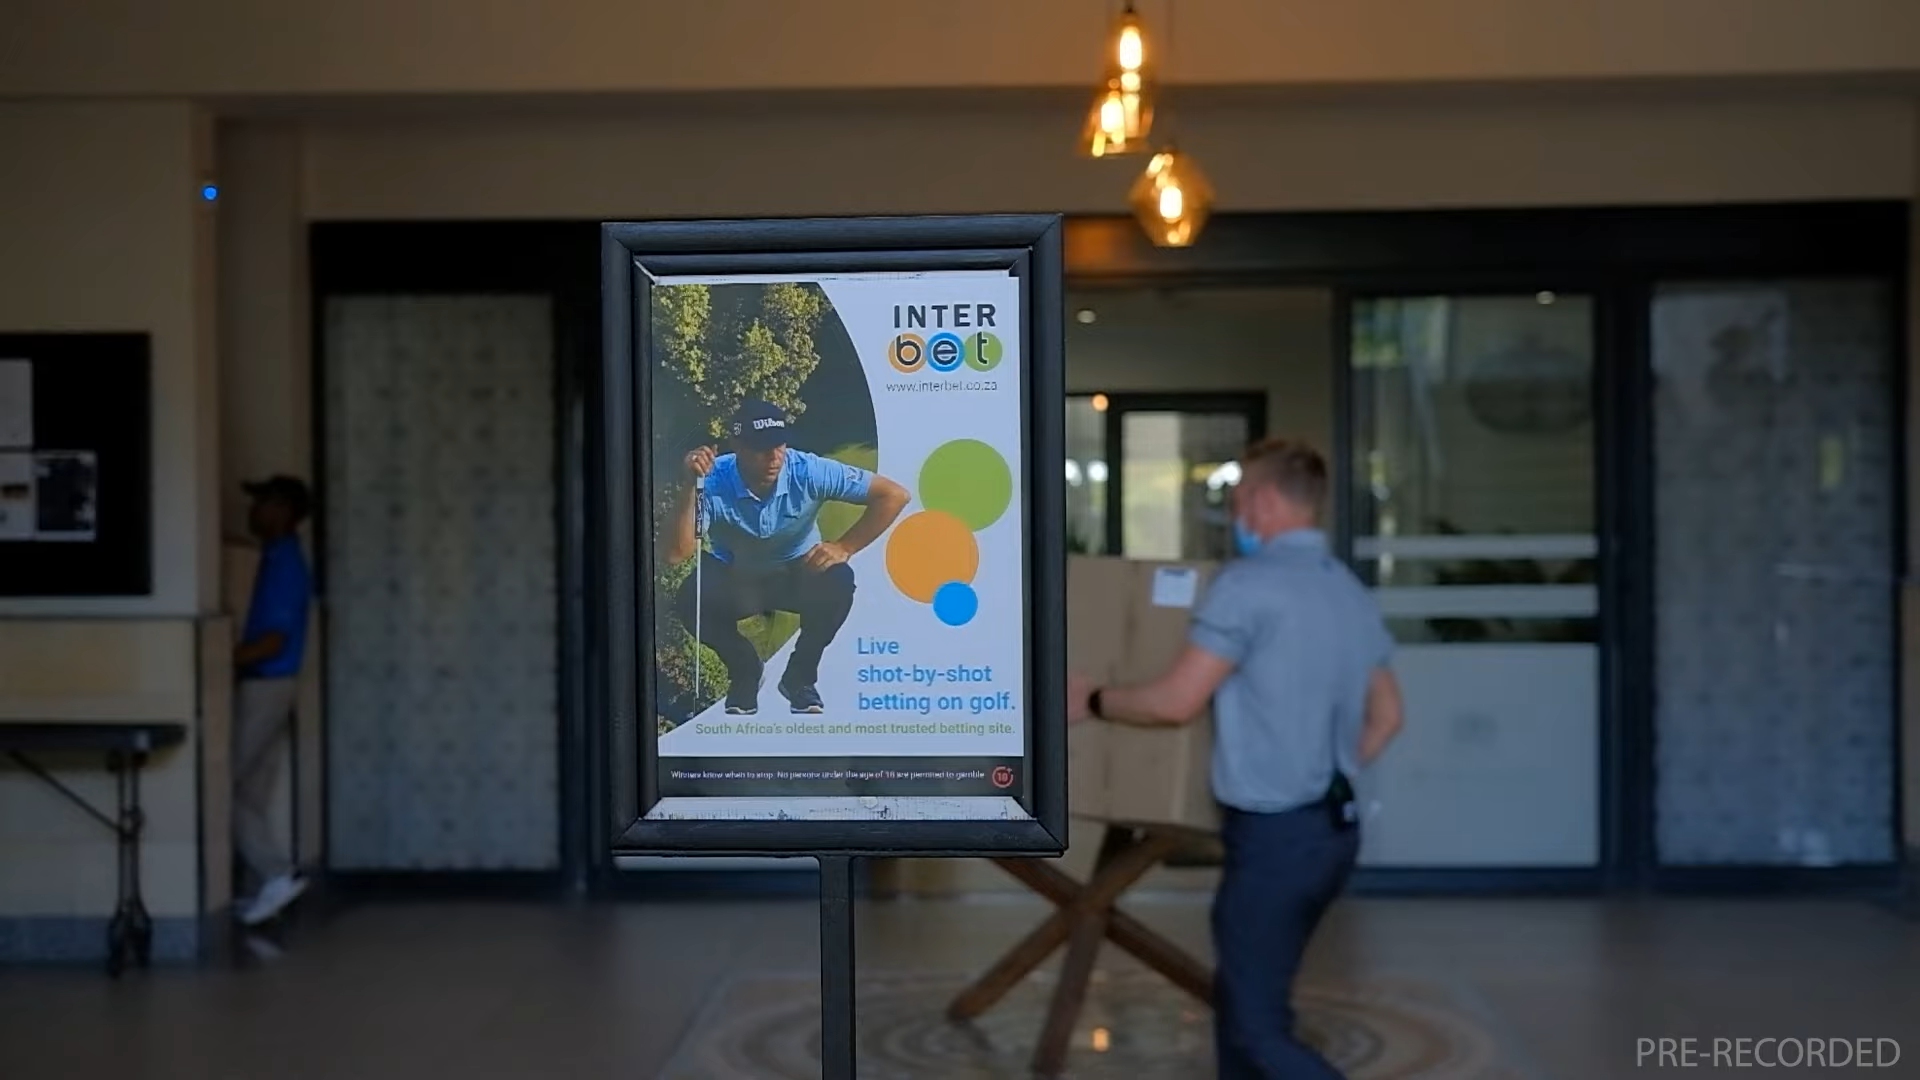 INTER
bet
www.interbet.co.za
Wilson
Live
shot-by-shot
betting on golf.
South Africa's oldest and most trusted betting site.
Winners know when to stop. No persons under the age of 18 are permitted to gamble
18+
PRE-RECORDED